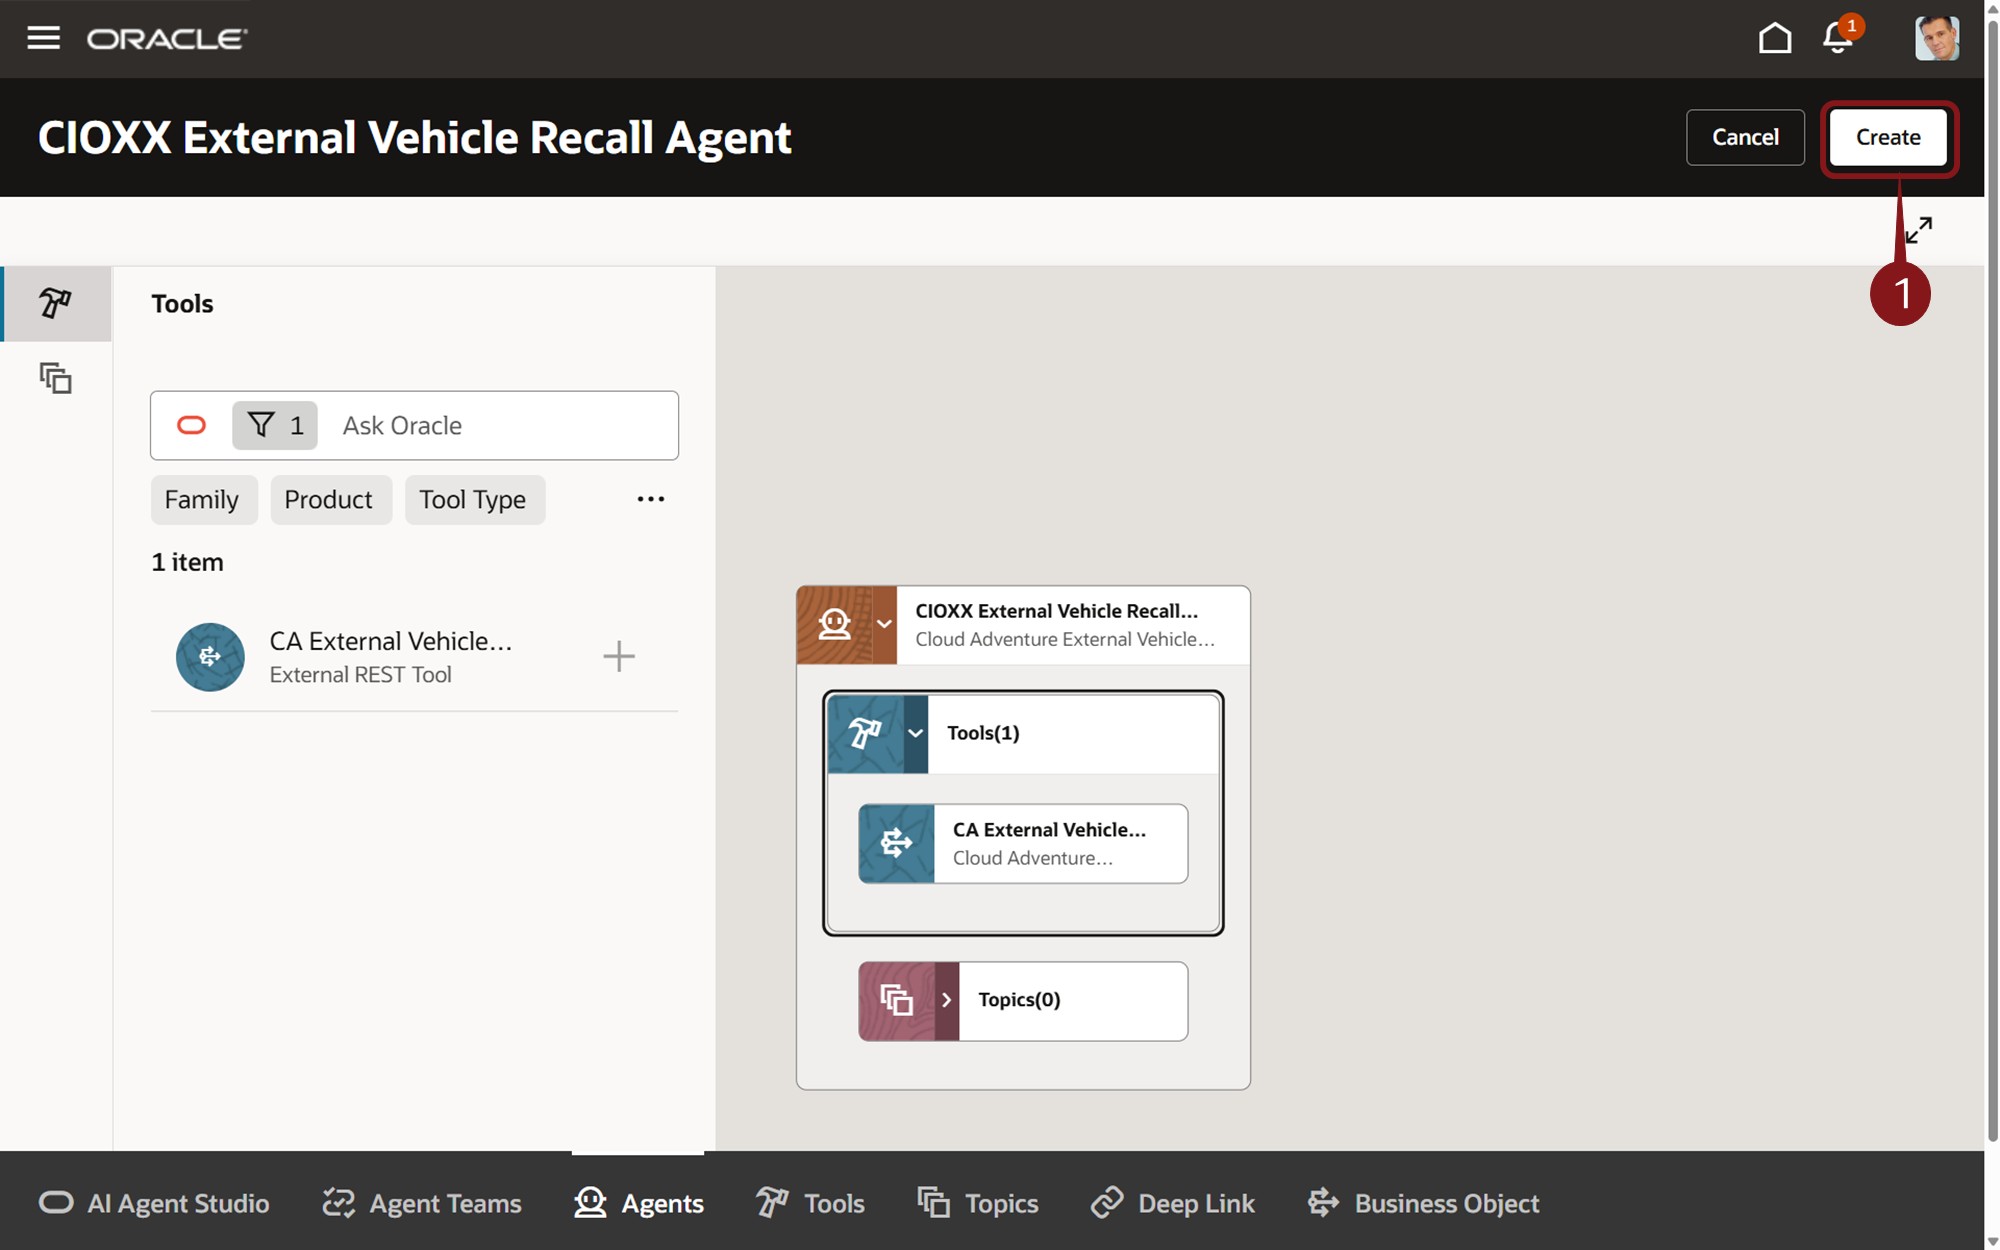 ORACLE
1
CIOXX External Vehicle Recall Agent
Cancel
Create
1
Tools
1
Ask Oracle
Family
Product
Tool Type
...
1 item
CA External Vehicle...
External REST Tool
CIOXX External Vehicle Recall...
Cloud Adventure External Vehicle...
Tools(1)
CA External Vehicle...
Cloud Adventure...
Topics(0)
AI Agent Studio
Agent Teams
Agents
Tools
Topics
Deep Link
Business Object